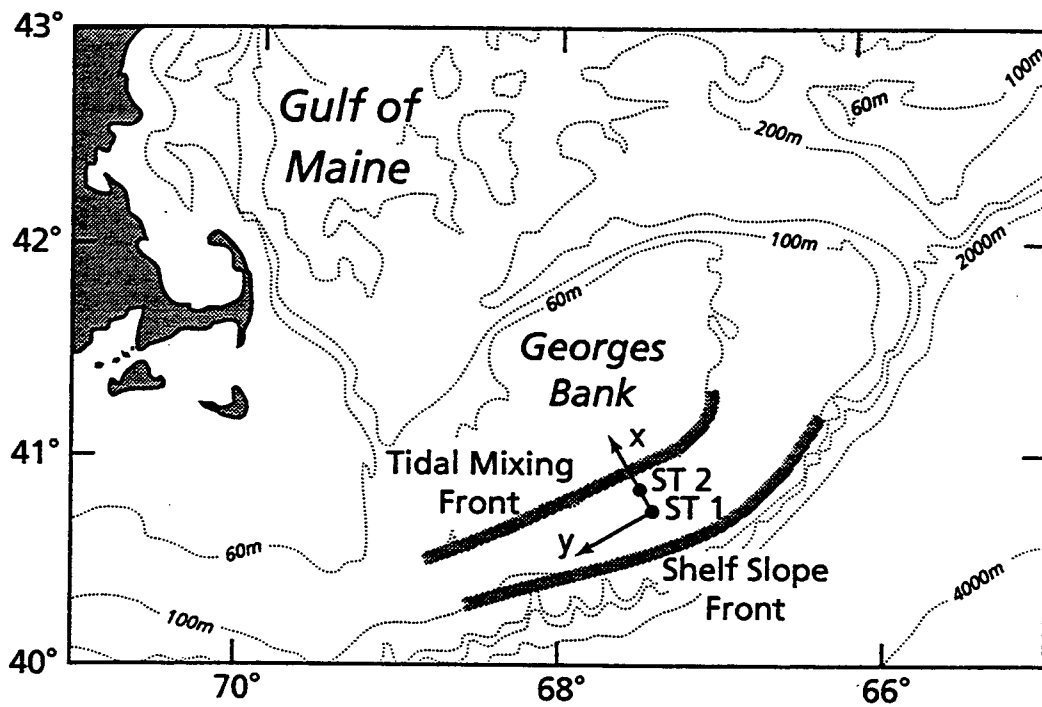 43°
42°
41°
40°
70°
68°
66°
Gulf of
Maine
100m
60m
200m
2000m
100m
60m
Georges
Bank
x
ST 2
ST 1
y
Tidal Mixing
Front
Shelf Slope
Front
60m
100m
4000m